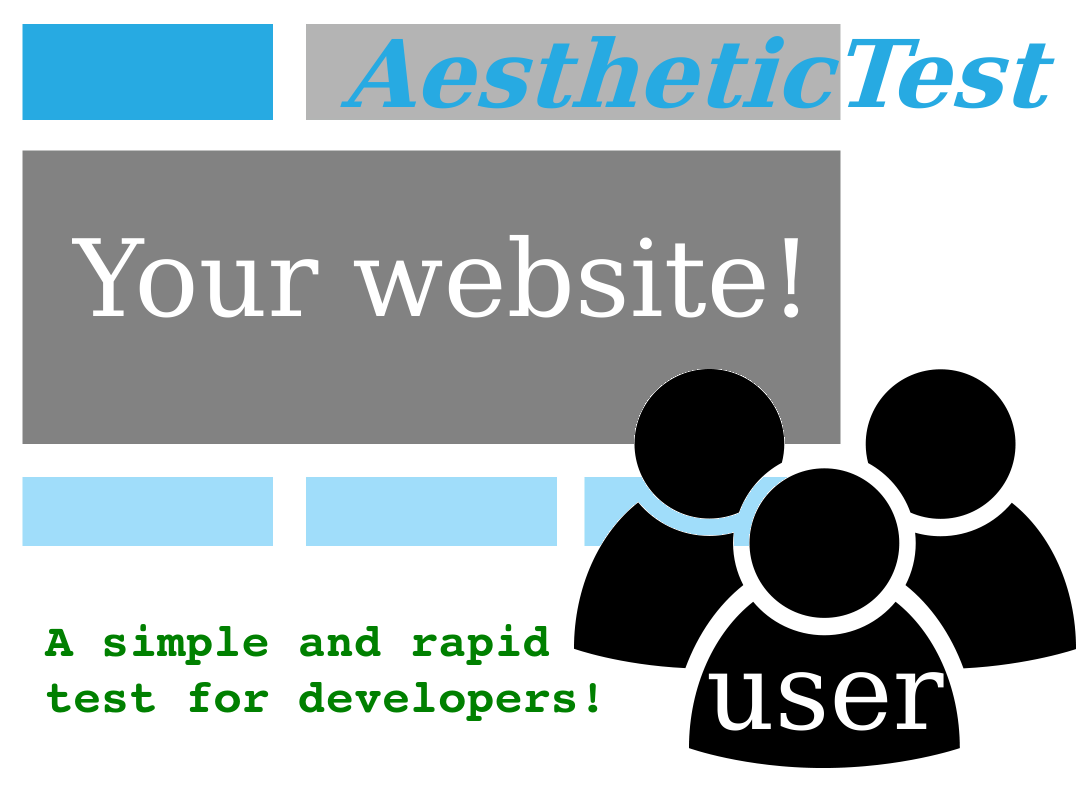 AestheticTest
Your website!
A simple and rapid
test for developers!
user